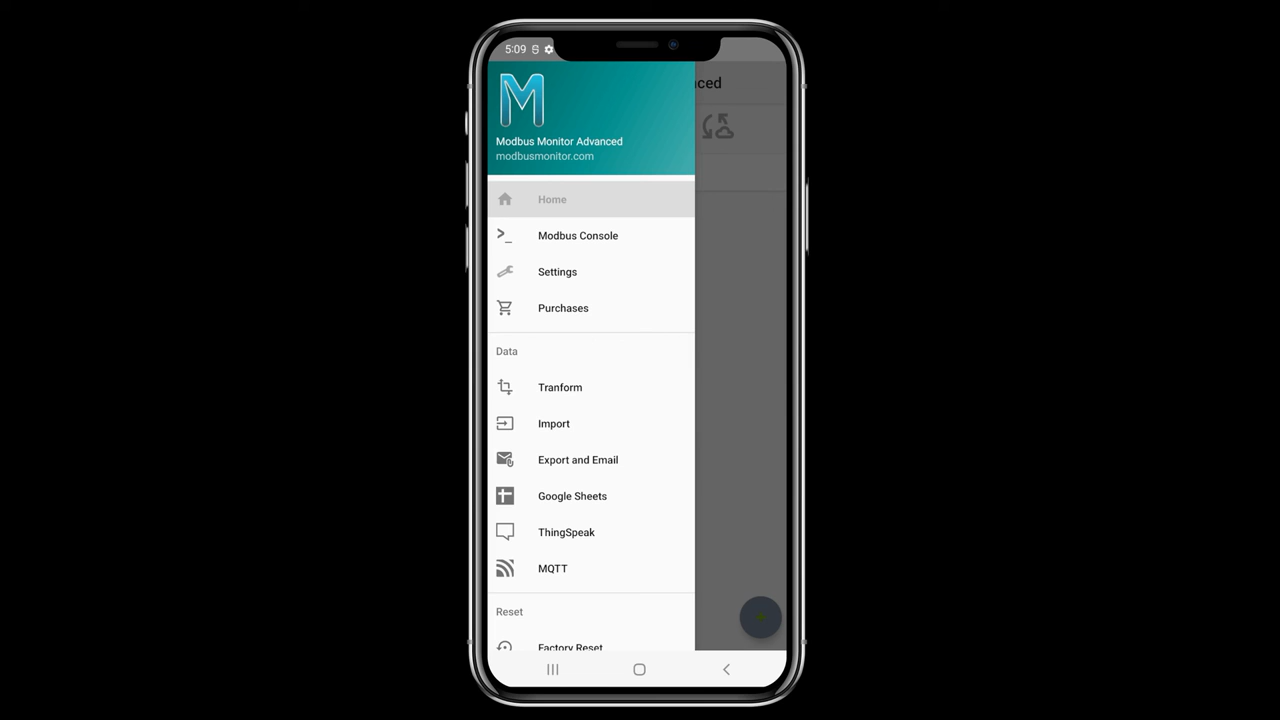 5:09
nced
M
Modbus Monitor Advanced
modbusmonitor.com
Home
Modbus Console
Settings
Purchases
Data
Tranform
Import
Export and Email
Google Sheets
ThingSpeak
MQTT
Reset
Factory Reset